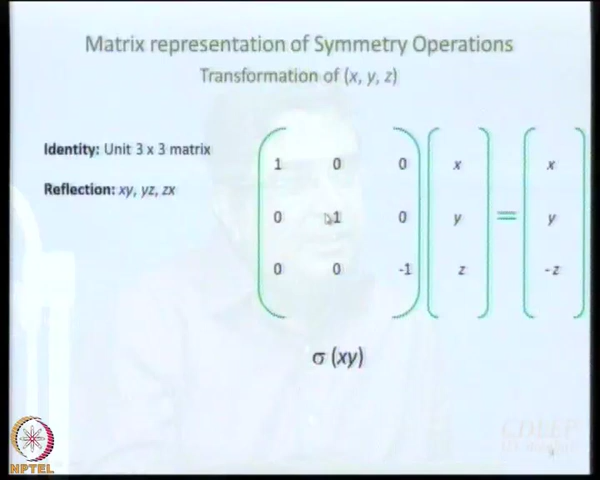 Matrix representation of Symmetry Operations
Transformation of (x, y, z)
Identity: Unit 3 x 3 matrix
Reflection: xy, yz, zx
1 0 0 x x
0 1 0 y = y
0 0 -1 z -z
σ (xy)
CDEEP
NPTEL